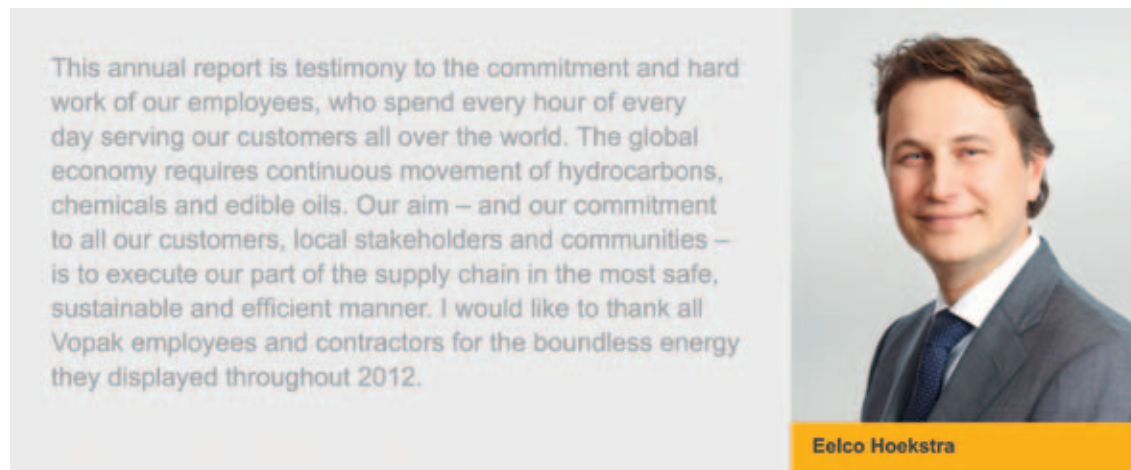 This annual report is testimony to the commitment and hard
work of our employees, who spend every hour of every
day serving our customers all over the world. The global
economy requires continuous movement of hydrocarbons,
chemicals and edible oils. Our aim – and our commitment
to all our customers, local stakeholders and communities –
is to execute our part of the supply chain in the most safe,
sustainable and efficient manner. I would like to thank all
Vopak employees and contractors for the boundless energy
they displayed throughout 2012.
Eelco Hoekstra